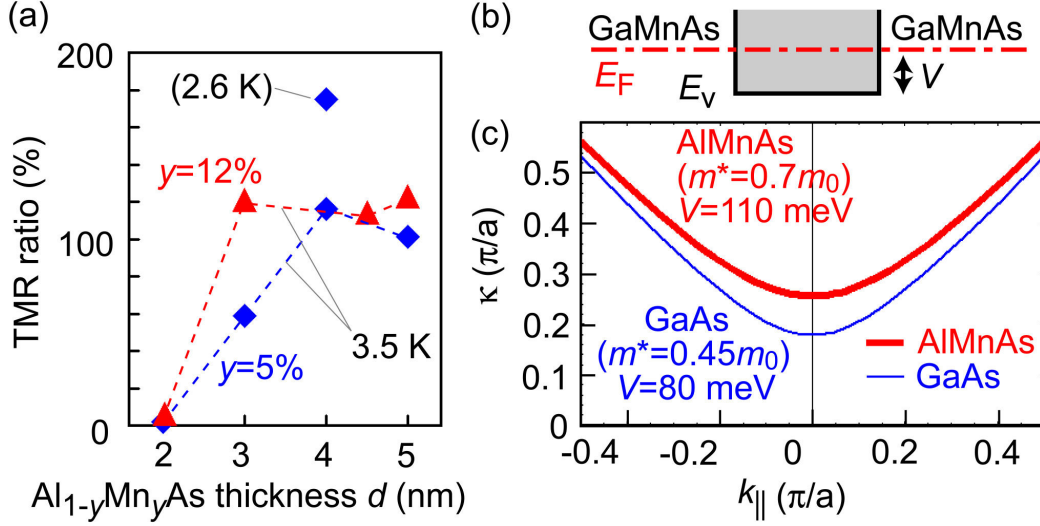 (a)
200
100
0
TMR ratio (%)
(2.6 K)
y=12%
y=5%
3.5 K
2 3 4 5
Al1-yMnyAs thickness d (nm)
(b)
GaMnAs GaMnAs
EF
Ev
V
(c)
AlMnAs
(m*=0.7m0)
V=110 meV
GaAs
(m*=0.45m0)
V=80 meV
AlMnAs
GaAs
κ (π/a)
0.5
0.4
0.3
0.2
0.1
0
-0.4 -0.2 0 0.2 0.4
k|| (π/a)